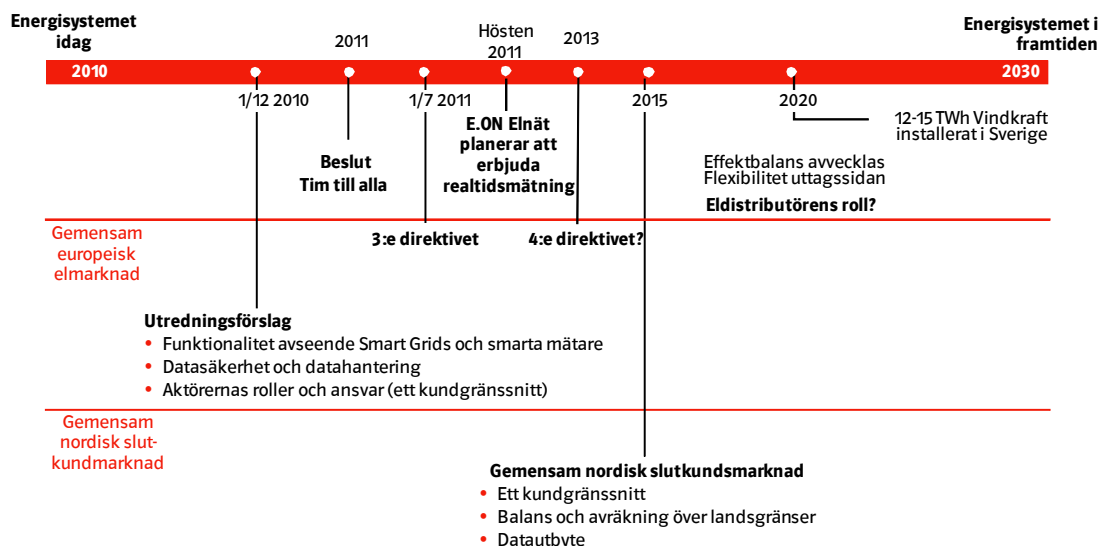 Energisystemet
idag
2011
Hösten
2011
2013
Energisystemet i
framtiden
2010
2030
1/12 2010
1/7 2011
2015
2020
Beslut
Tim till alla
E.ON Elnät
planerar att
erbjuda
realtidsmätning
12-15 TWh Vindkraft
installerat i Sverige
Effektbalans avvecklas
Flexibilitet uttagssidan
Eldistributörens roll?
Gemensam
europeisk
elmarknad
3:e direktivet
4:e direktivet?
Utredningsförslag
• Funktionalitet avseende Smart Grids och smarta mätare
• Datasäkerhet och datahantering
• Aktörernas roller och ansvar (ett kundgränssnitt)
Gemensam
nordisk slut-
kundmarknad
Gemensam nordisk slutkundsmarknad
• Ett kundgränssnitt
• Balans och avräkning över landsgränser
• Datautbyte